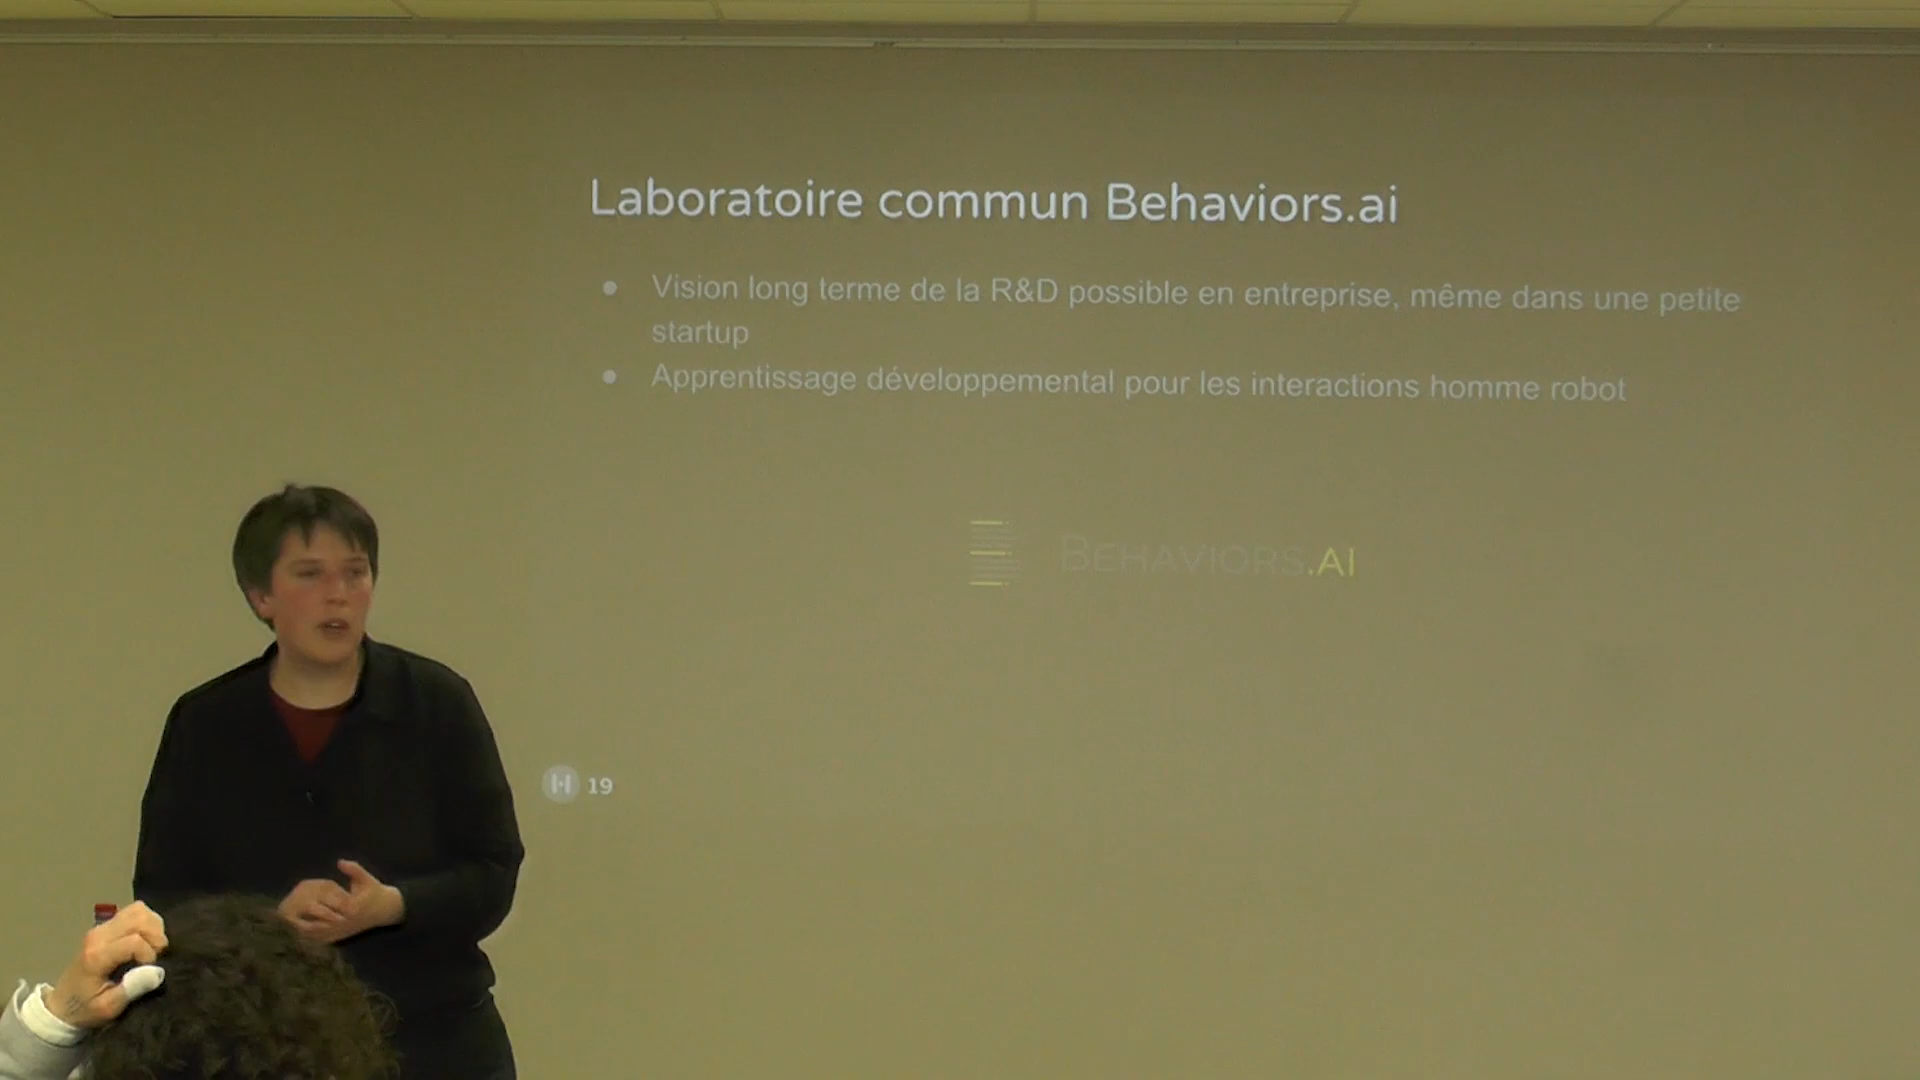 Laboratoire commun Behaviors.ai
● Vision long terme de la R&D possible en entreprise, même dans une petite
startup
● Apprentissage développemental pour les interactions homme robot
BEHAVIORS.AI
19